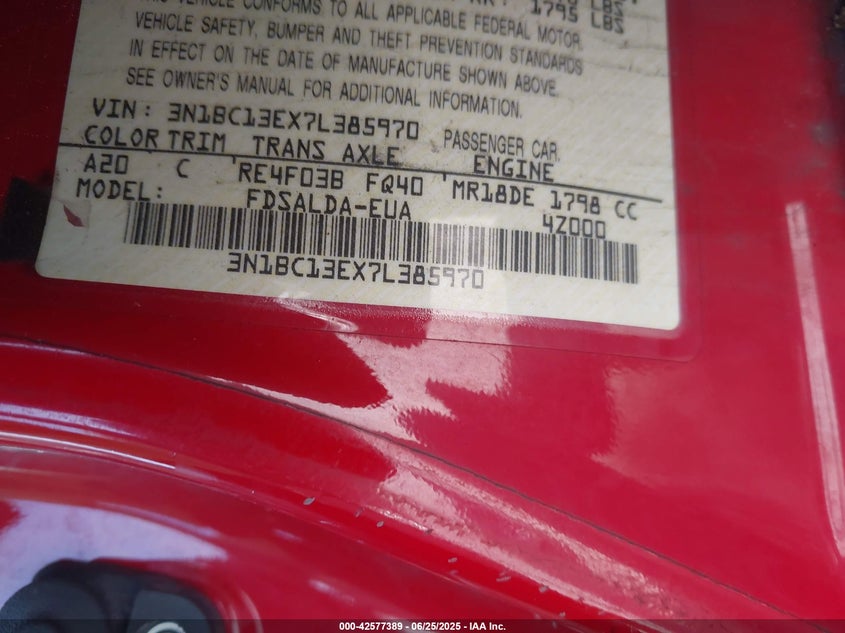 1795 LBS
THIS VEHICLE CONFORMS TO ALL APPLICABLE FEDERAL MOTOR
VEHICLE SAFETY, BUMPER AND THEFT PREVENTION STANDARDS
IN EFFECT ON THE DATE OF MANUFACTURE SHOWN ABOVE.
SEE OWNER'S MANUAL FOR ADDITIONAL INFORMATION.
VIN: 3N1BC13EX7L385970 PASSENGER CAR.
COLOR TRIM TRANS AXLE ENGINE
A20 C RE4F03B FQ40 MR18DE 1798 CC
MODEL: FDSALDA-EUA 4Z000
3N1BC13EX7L385970
000-42577389 - 06/25/2025 - IAA Inc.